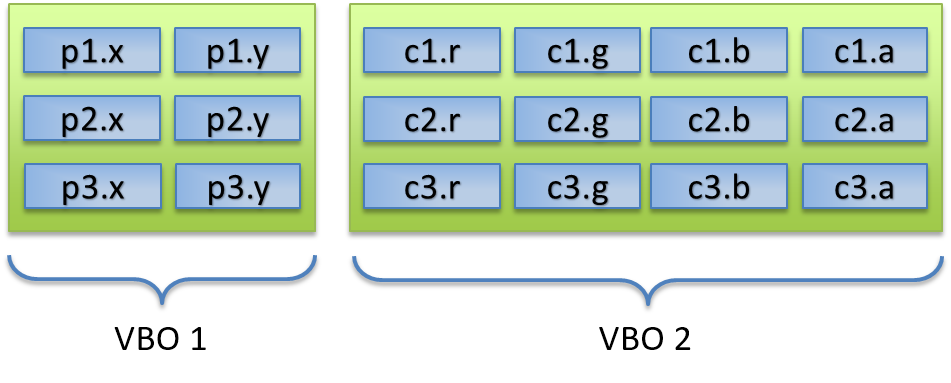 p1.x p1.y c1.r c1.g c1.b c1.a
p2.x p2.y c2.r c2.g c2.b c2.a
p3.x p3.y c3.r c3.g c3.b c3.a
VBO 1 VBO 2